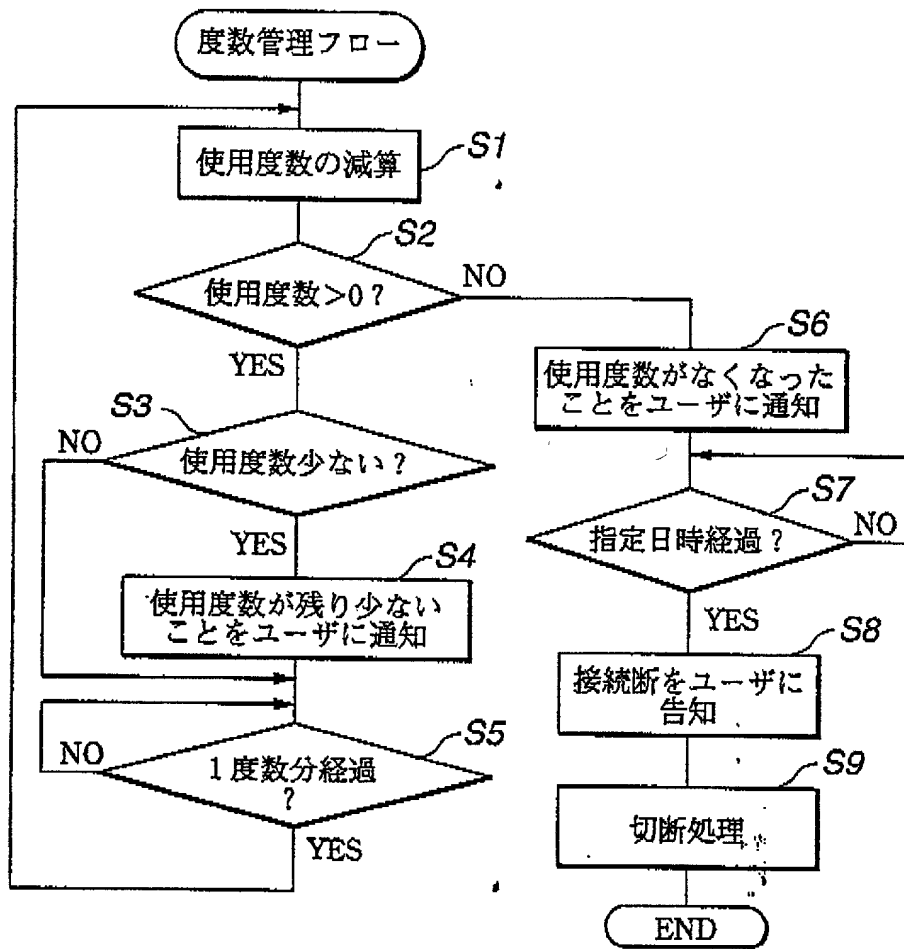 度数管理フロー
使用度数の減算
S1
使用度数>0？
S2
NO
YES
使用度数少ない？
S3
NO
YES
使用度数が残り少ない
ことをユーザに通知
S4
1度数分経過
？
S5
NO
YES
使用度数がなくなった
ことをユーザに通知
S6
指定日時経過？
S7
NO
YES
接続断をユーザに
告知
S8
切断処理
S9
END